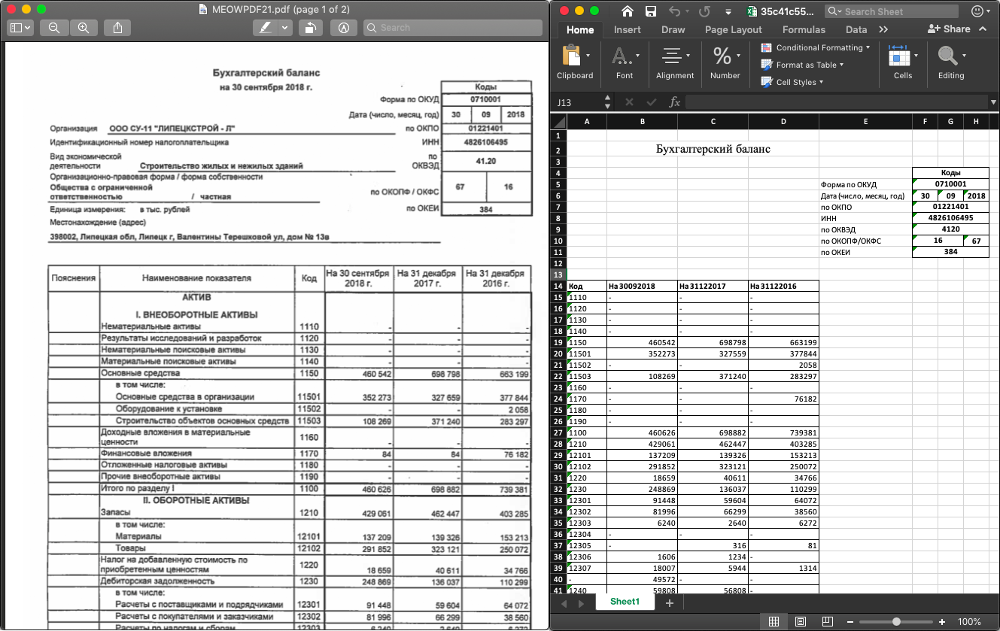 MEOWPDF21.pdf (page 1 of 2)
Search
Бухгалтерский баланс
на 30 сентября 2018 г.
Коды
Форма по ОКУД 0710001
Дата (число, месяц, год) 30 09 2018
Организация ООО СУ-11 "ЛИПЕЦКСТРОЙ - Л" по ОКПО 01221401
Идентификационный номер налогоплательщика ИНН 4826106495
Вид экономической
деятельности Строительство жилых и нежилых зданий
по
ОКВЭД 41.20
Организационно-правовая форма / форма собственности
Общества с ограниченной
ответственностью / частная
по ОКОПФ / ОКФС 67 16
Единица измерения: в тыс. рублей по ОКЕИ 384
Местонахождение (адрес)
398002, Липецкая обл, Липецк г, Валентины Терешковой ул, дом № 13в
Пояснения Наименование показателя Код На 30 сентября 2018 г. На 31 декабря 2017 г. На 31 декабря 2016 г.
АКТИВ
I. ВНЕОБОРОТНЫЕ АКТИВЫ
Нематериальные активы 1110 - - -
Результаты исследований и разработок 1120 - - -
Нематериальные поисковые активы 1130 - - -
Материальные поисковые активы 1140 - - -
Основные средства 1150 460 542 698 798 663 199
в том числе:
Основные средства в организации 11501 352 273 327 659 377 844
Оборудование к установке 11502 - - 2 058
Строительство объектов основных средств 11503 108 269 371 240 283 297
Доходные вложения в материальные
ценности 1160 - - -
Финансовые вложения 1170 84 84 76 182
Отложенные налоговые активы 1180 - - -
Прочие внеоборотные активы 1190 - - -
Итого по разделу I 1100 460 626 698 882 739 381
II. ОБОРОТНЫЕ АКТИВЫ
Запасы 1210 429 061 462 447 403 285
в том числе:
Материалы 12101 137 209 139 326 153 213
Товары 12102 291 852 323 121 250 072
Налог на добавленную стоимость по
приобретенным ценностям 1220 18 659 40 611 34 766
Дебиторская задолженность 1230 248 869 136 037 110 299
в том числе:
Расчеты с поставщиками и подрядчиками 12301 91 448 59 604 64 072
Расчеты с покупателями и заказчиками 12302 81 996 66 299 38 560
Расчеты по налогам и сборам 12303 6 240 2 640 6 272
35c41c55...
Search Sheet
Home Insert Draw Page Layout Formulas Data >> Share
Clipboard Font Alignment Number Conditional Formatting Format as Table Cell Styles Cells Editing
J13 fx
A B C D E F G H
1
2 Бухгалтерский баланс
3
4 Коды
5 Форма по ОКУД 0710001
6 Дата (число, месяц, год) 30 09 2018
7 по ОКПО 01221401
8 ИНН 4826106495
9 по ОКВЭД 4120
10 по ОКОПФ/ОКФС 16 67
11 по ОКЕИ 384
12
13
14 Код На 30092018 На 31122017 На 31122016
15 1110 - - -
16 1120 - - -
17 1130 - - -
18 1140 - - -
19 1150 460542 698798 663199
20 11501 352273 327559 377844
21 11502 - - 2058
22 11503 108269 371240 283297
23 1160 - - -
24 1170 - - 76182
25 1180 - - -
26 1190 - - -
27 1100 460626 698882 739381
28 1210 429061 462447 403285
29 12101 137209 139326 153213
30 12102 291852 323121 250072
31 1220 18659 40611 34766
32 1230 248869 136037 110299
33 12301 91448 59604 64072
34 12302 81996 66299 38560
35 12303 6240 2640 6272
36 12304 - - -
37 12305 - 316 81
38 12306 1606 1234 -
39 12307 18007 5944 1314
40 - 49572 - -
41 1240 59808 56808 -
Sheet1
100%